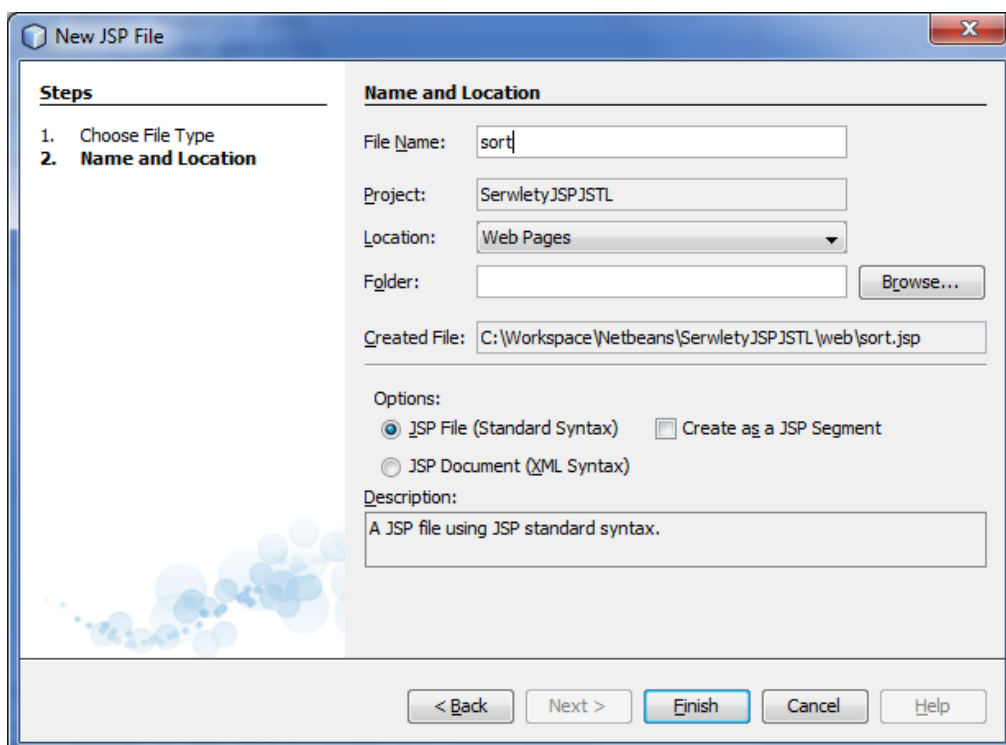 New JSP File
Steps
1. Choose File Type
2. Name and Location
Name and Location
File Name: sort
Project: SerwletyJSPJSTL
Location: Web Pages
Folder: Browse...
Created File: C:\Workspace\Netbeans\SerwletyJSPJSTL\web\sort.jsp
Options:
JSP File (Standard Syntax) Create as a JSP Segment
JSP Document (XML Syntax)
Description:
A JSP file using JSP standard syntax.
< Back Next > Finish Cancel Help